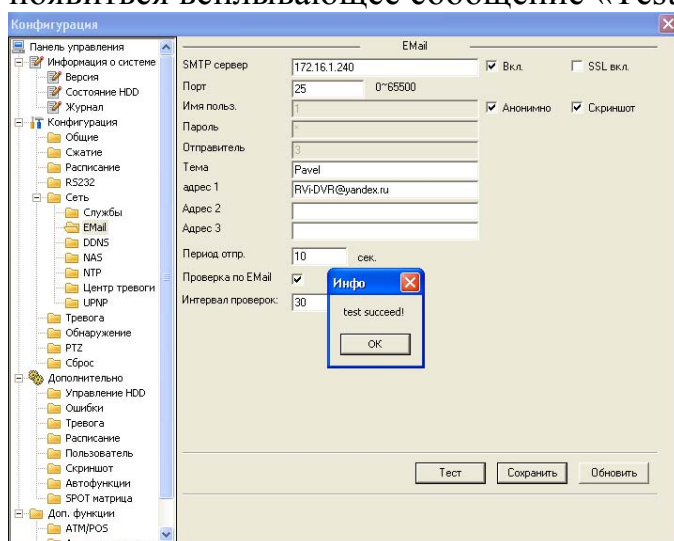 появиться всплывающее сообщение «Test
Конфигурация
Панель управления
Информация о системе
Версия
Состояние HDD
Журнал
Конфигурация
Общие
Сжатие
Расписание
RS232
Сеть
Службы
EMail
DDNS
NAS
NTP
Центр тревоги
UPNP
Тревога
Обнаружение
PTZ
Сброс
Дополнительно
Управление HDD
Ошибки
Тревога
Расписание
Пользователь
Скриншот
Автофункции
SPOT матрица
Доп. функции
ATM/POS
EMail
SMTP сервер 172.16.1.240 Вкл. SSL вкл.
Порт 25 0~65500
Имя польз. 1 Анонимно Скриншот
Пароль *
Отправитель 3
Тема Pavel
адрес 1 RVi-DVR@yandex.ru
Адрес 2
Адрес 3
Период отпр. 10 сек.
Проверка по EMail
Интервал проверок: 30
Инфо
test succeed!
OK
Тест Сохранить Обновить